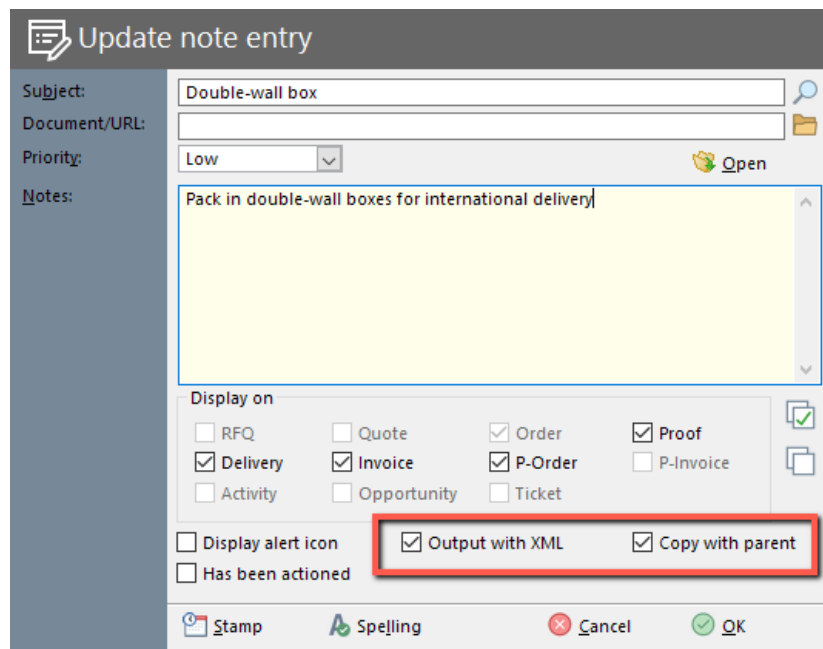 Update note entry
Subject: Double-wall box
Document/URL:
Priority: Low Open
Notes: Pack in double-wall boxes for international delivery
Display on
RFQ Quote Order Proof
Delivery Invoice P-Order P-Invoice
Activity Opportunity Ticket
Display alert icon Output with XML Copy with parent
Has been actioned
Stamp Spelling Cancel OK